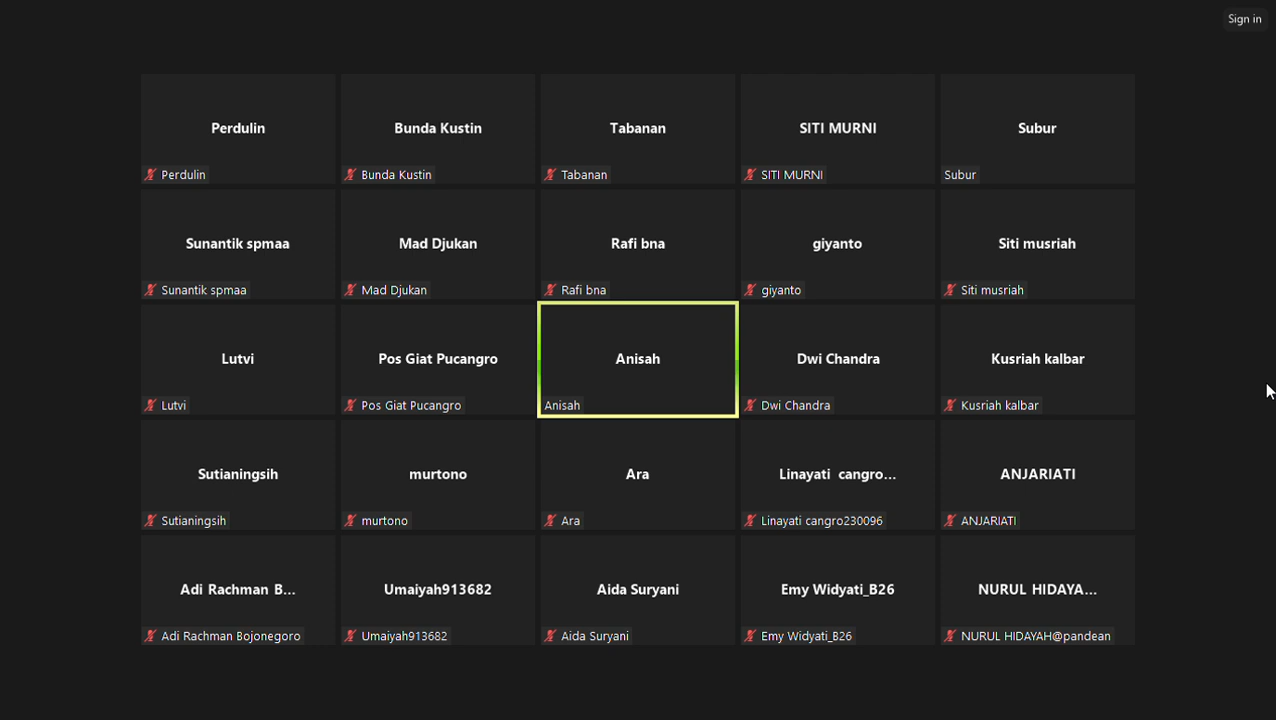 Sign in
Perdulin
Bunda Kustin
Tabanan
SITI MURNI
Subur
Perdulin
Bunda Kustin
Tabanan
SITI MURNI
Subur
Sunantik spmaa
Mad Djukan
Rafi bna
giyanto
Siti musriah
Sunantik spmaa
Mad Djukan
Rafi bna
giyanto
Siti musriah
Lutvi
Pos Giat Pucangro
Anisah
Dwi Chandra
Kusriah kalbar
Lutvi
Pos Giat Pucangro
Anisah
Dwi Chandra
Kusriah kalbar
Sutianingsih
murtono
Ara
Linayati cangro...
ANJARIATI
Sutianingsih
murtono
Ara
Linayati cangro230096
ANJARIATI
Adi Rachman B...
Umaiyah913682
Aida Suryani
Emy Widyati_B26
NURUL HIDAYA...
Adi Rachman Bojonegoro
Umaiyah913682
Aida Suryani
Emy Widyati_B26
NURUL HIDAYAH@pandean